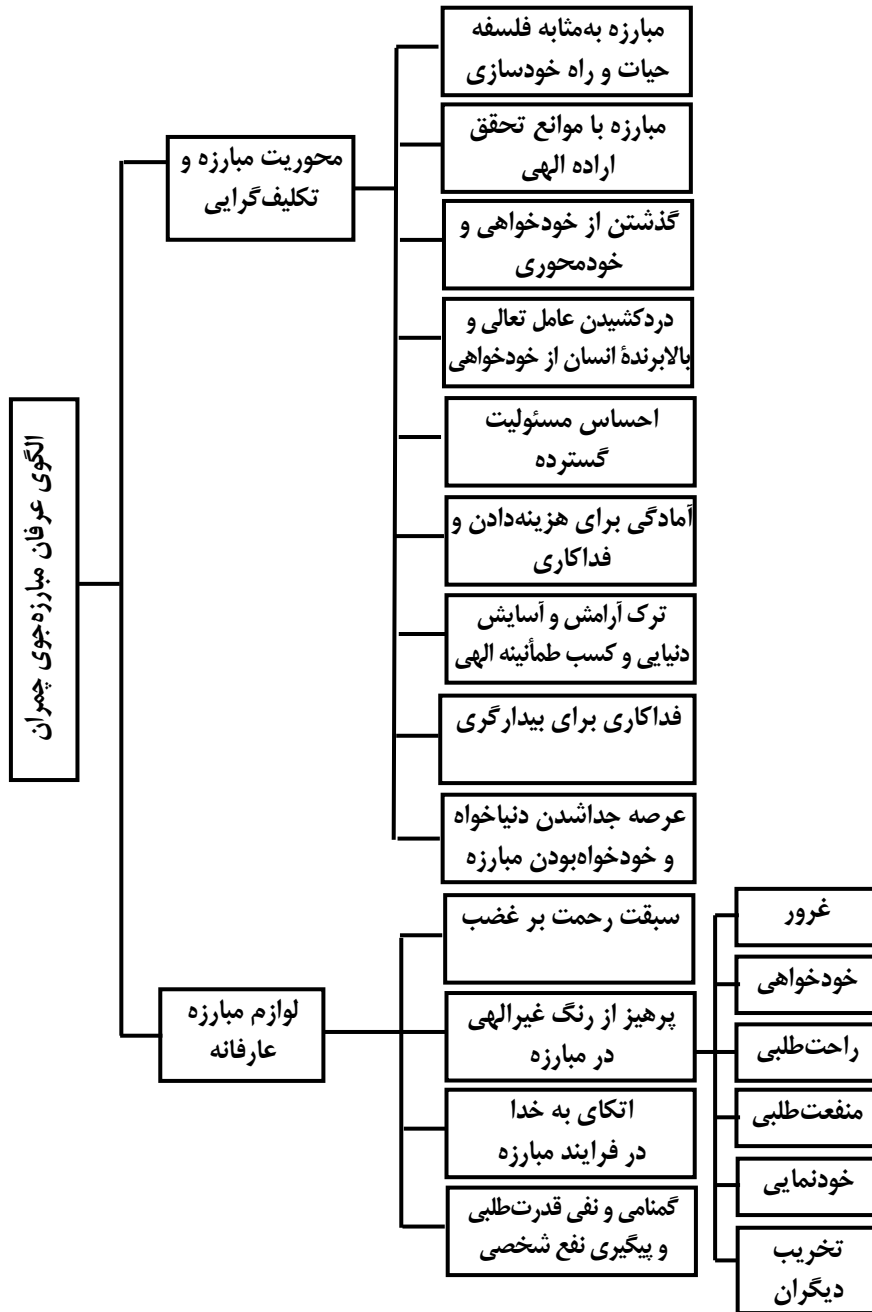 الگوی عرفان مبارزه‌جوی چمران
محوریت مبارزه و
تکلیف‌گرایی
مبارزه به‌مثابه فلسفه
حیات و راه خودسازی
مبارزه با موانع تحقق
اراده الهی
گذشتن از خودخواهی و
خودمحوری
دردکشیدن عامل تعالی و
بالابرندهٔ انسان از خودخواهی
احساس مسئولیت
گسترده
آمادگی برای هزینه‌دادن و
فداکاری
ترک آرامش و آسایش
دنیایی و کسب طمأنینه الهی
فداکاری برای بیدارگری
عرصه جداشدن دنیاخواه
و خودخواه‌بودن مبارزه
لوازم مبارزه
عارفانه
سبقت رحمت بر غضب
پرهیز از رنگ غیرالهی
در مبارزه
غرور
خودخواهی
راحت‌طلبی
منفعت‌طلبی
خودنمایی
تخریب
دیگران
اتکای به خدا
در فرایند مبارزه
گمنامی و نفی قدرت‌طلبی
و پیگیری نفع شخصی